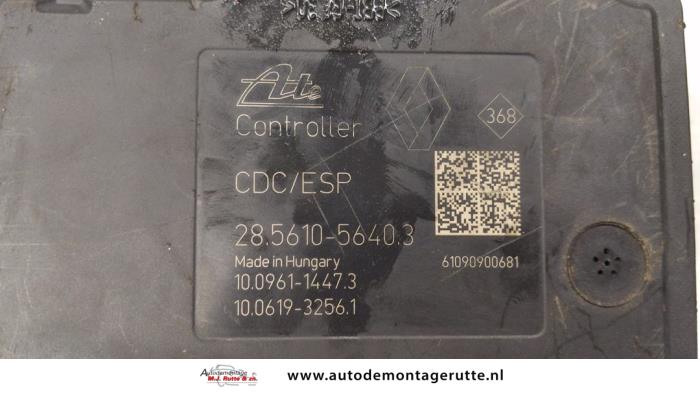 Ate
Controller
368
CDC/ESP
28.5610-5640.3
Made in Hungary
61090900681
10.0961-1447.3
10.0619-3256.1
Autodemontage
M.J. Rutte & zn.
www.autodemontagerutte.nl